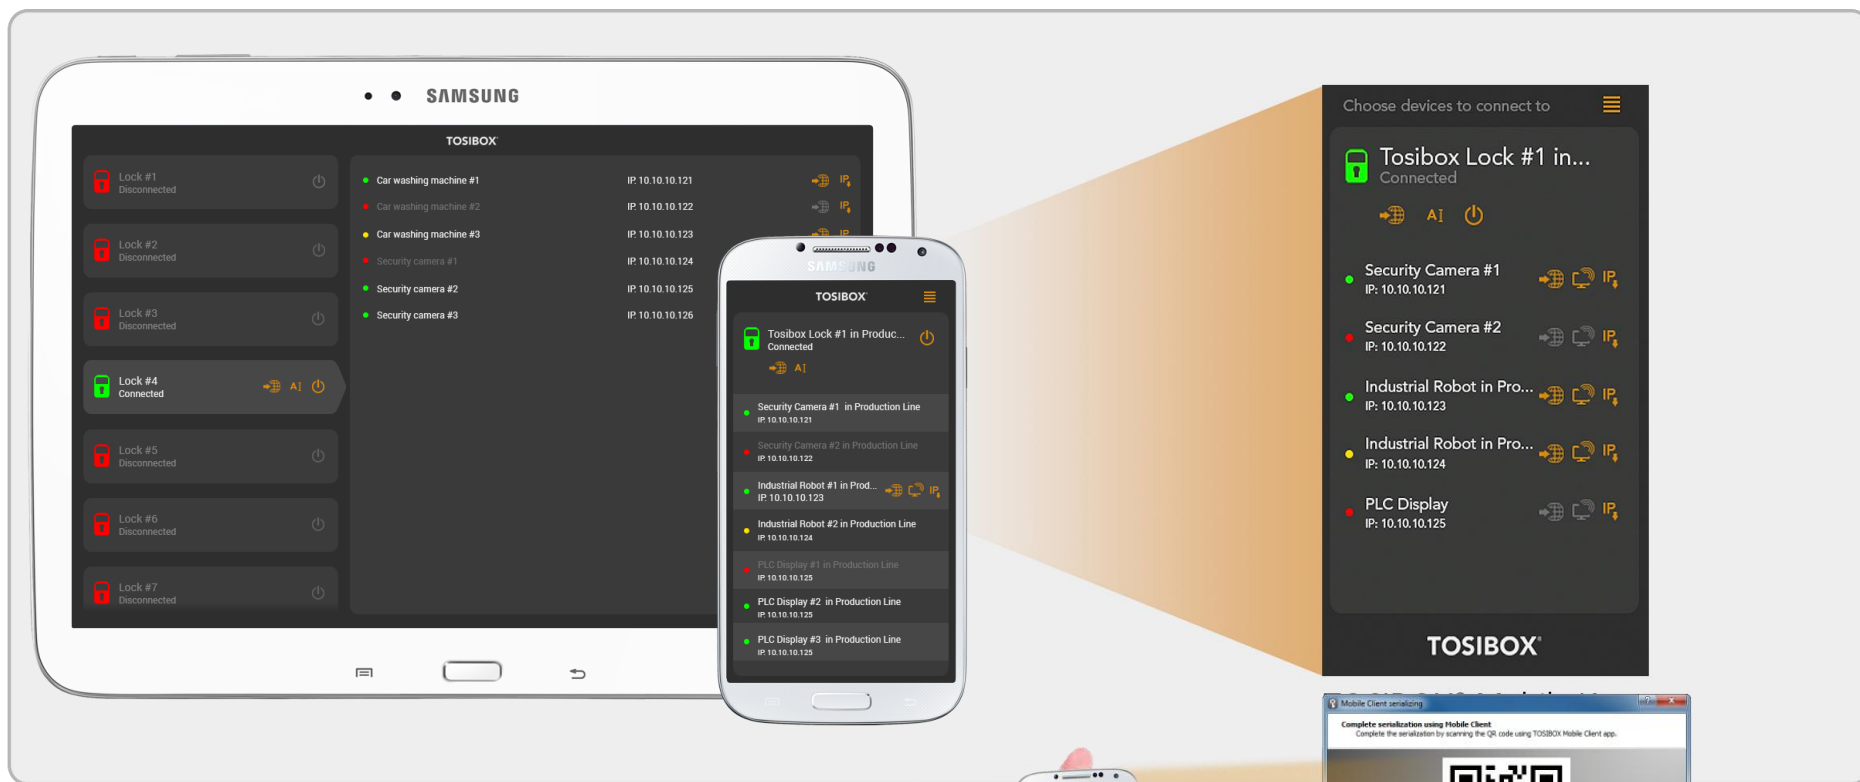 SAMSUNG
TOSIBOX
Lock #1
Disconnected
Lock #2
Disconnected
Lock #3
Disconnected
Lock #4
Connected
AI
Lock #5
Disconnected
Lock #6
Disconnected
Lock #7
Disconnected
Car washing machine #1 IP. 10.10.10.121 IP
Car washing machine #2 IP. 10.10.10.122 IP
Car washing machine #3 IP. 10.10.10.123 IP
Security camera #1 IP. 10.10.10.124
Security camera #2 IP. 10.10.10.125
Security camera #3 IP. 10.10.10.126
SAMSUNG
TOSIBOX
Tosibox Lock #1 in Produc...
Connected
AI
Security Camera #1 in Production Line
IP. 10.10.10.121
Security Camera #2 in Production Line
IP. 10.10.10.122
Industrial Robot #1 in Prod...
IP. 10.10.10.123
IP
Industrial Robot #2 in Production Line
IP. 10.10.10.124
PLC Display #1 in Production Line
IP. 10.10.10.125
PLC Display #2 in Production Line
IP. 10.10.10.125
PLC Display #3 in Production Line
IP. 10.10.10.125
Choose devices to connect to
Tosibox Lock #1 in...
Connected
AI
Security Camera #1
IP: 10.10.10.121
IP
Security Camera #2
IP: 10.10.10.122
IP
Industrial Robot in Pro...
IP: 10.10.10.123
IP
Industrial Robot in Pro...
IP: 10.10.10.124
IP
PLC Display
IP: 10.10.10.125
IP
TOSIBOX
Mobile Client serializing
Complete serialization using Mobile Client
Complete the serialization by scanning the QR code using TOSIBOX Mobile Client app.